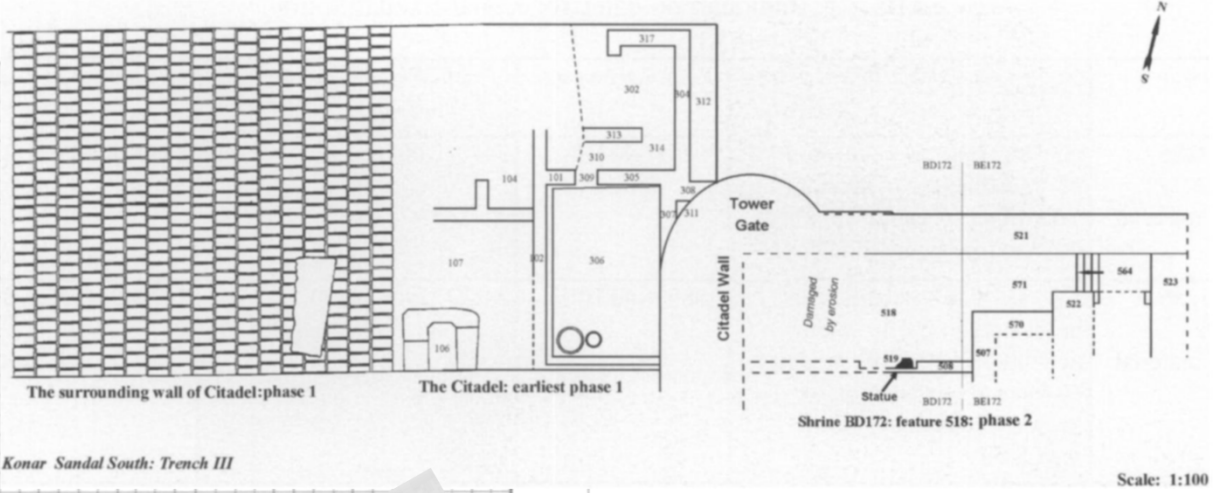 N
S
317
302
304
312
313
314
310
101
309
305
104
308
307
311
Tower
Gate
BD172
BE172
107
102
306
521
Citadel Wall
Damaged
by erosion
518
571
564
523
522
570
507
519
508
106
Statue
BD172
BE172
The surrounding wall of Citadel:phase 1
The Citadel: earliest phase 1
Shrine BD172: feature 518: phase 2
Konar Sandal South: Trench III
Scale: 1:100